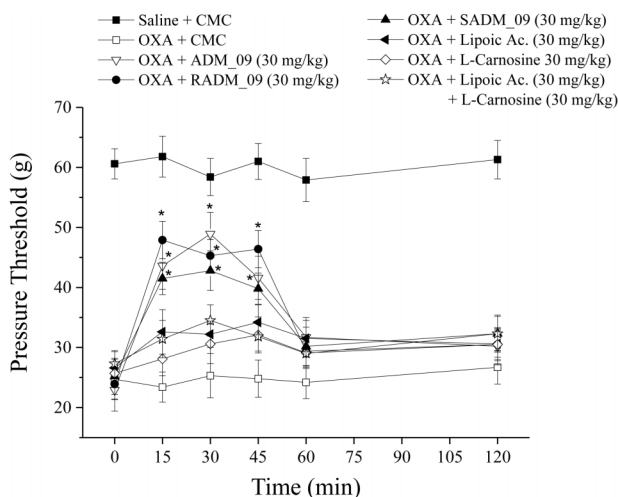 Saline + CMC
OXA + CMC
OXA + ADM_09 (30 mg/kg)
OXA + RADM_09 (30 mg/kg)
OXA + SADM_09 (30 mg/kg)
OXA + Lipoic Ac. (30 mg/kg)
OXA + L-Carnosine 30 mg/kg)
OXA + Lipoic Ac. (30 mg/kg)
+ L-Carnosine (30 mg/kg)
Pressure Threshold (g)
70
60
50
40
30
20
* * *
* * *
* * *
0 15 30 45 60 75 90 105 120
Time (min)